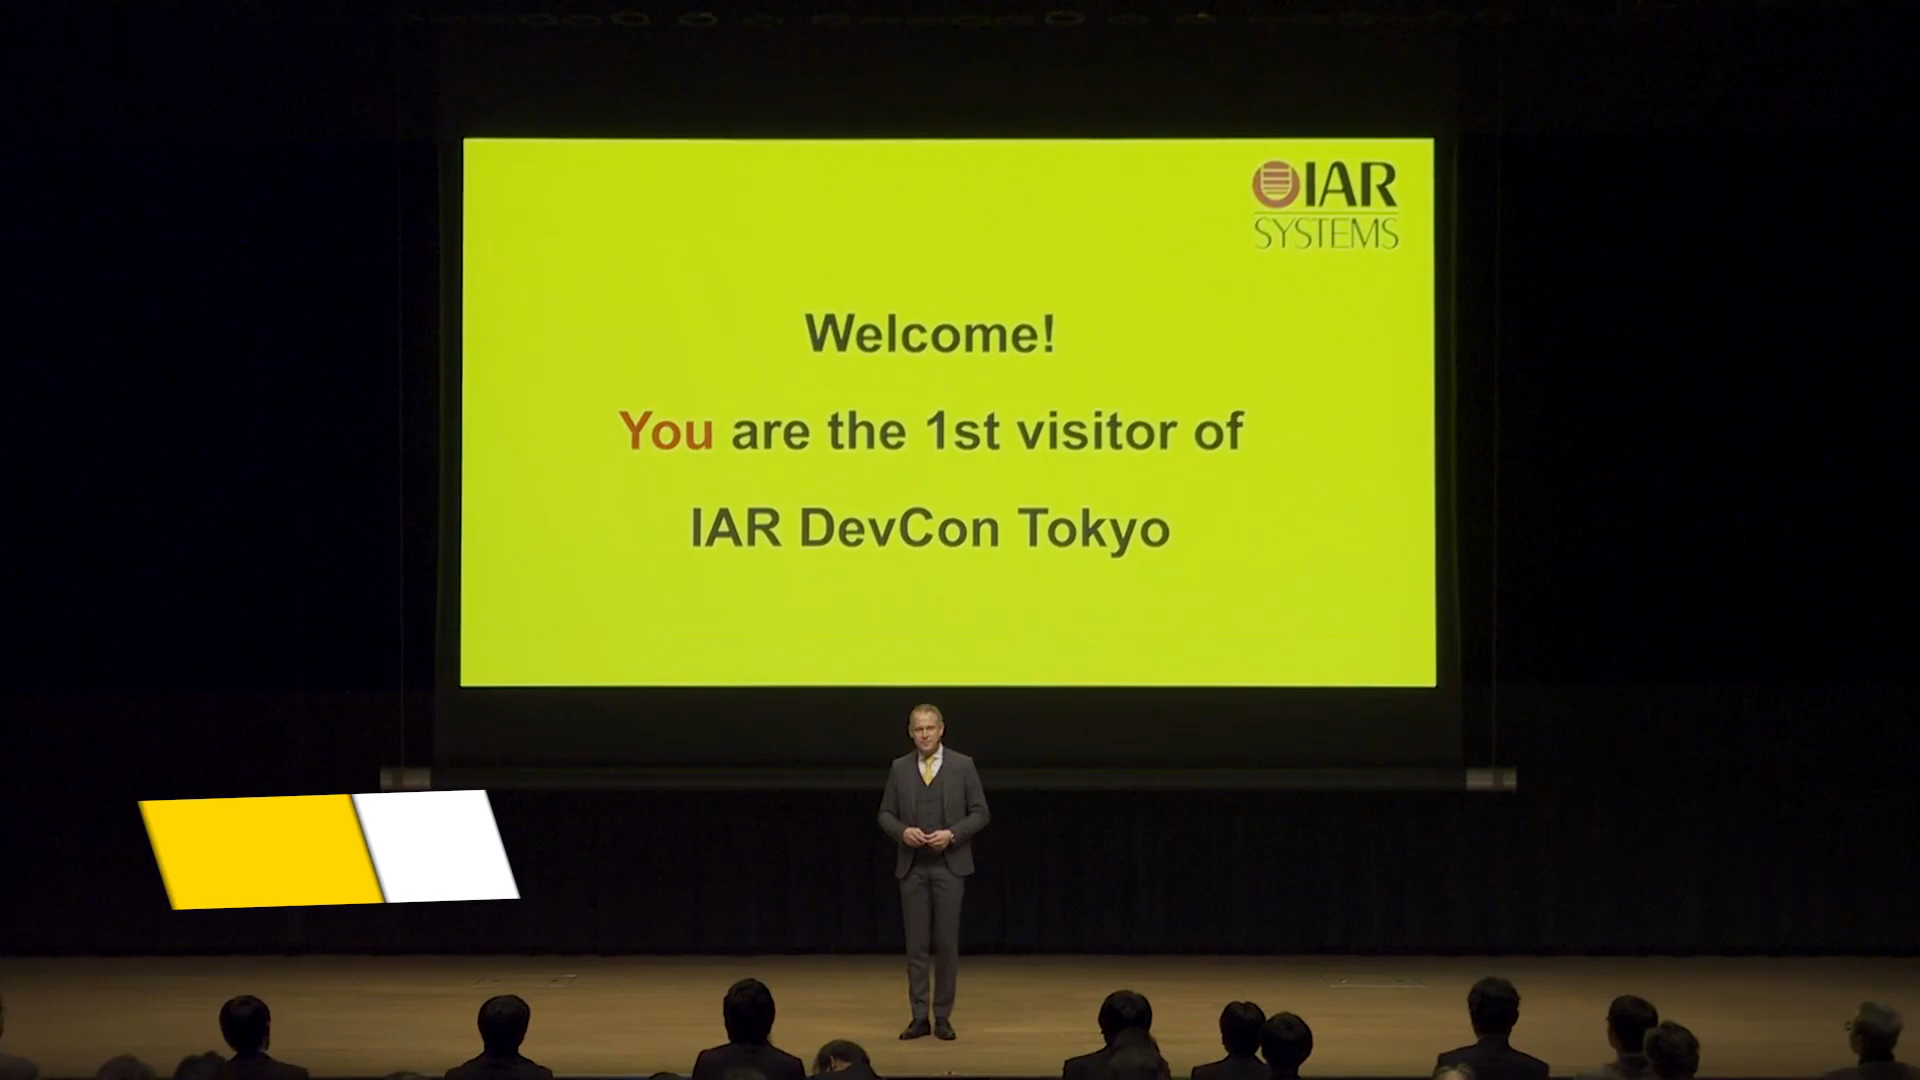 IAR
SYSTEMS
Welcome!
You are the 1st visitor of
IAR DevCon Tokyo